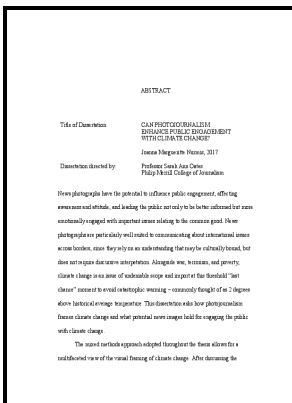 ABSTRACT
Title of Dissertation: CAN PHOTOJOURNALISM
ENHANCE PUBLIC ENGAGEMENT
WITH CLIMATE CHANGE?
Joanna Marguerite Nurmis, 2017
Dissertation directed by: Professor Sarah Ann Oates
Philip Merrill College of Journalism
News photographs have the potential to influence public engagement, affecting
awareness and attitude, and leading the public not only to be better informed but more
emotionally engaged with important issues relating to the common good. News
photographs are particularly well suited to communicating about international issues
across borders, since they rely on an understanding that may be culturally bound, but
does not require discursive interpretation. Alongside war, terrorism, and poverty,
climate change is an issue of undeniable scope and import at this threshold “last
chance” moment to avoid catastrophic warming – commonly thought of as 2 degrees
above historical average temperature. This dissertation asks how photojournalism
frames climate change and what potential news images hold for engaging the public
with climate change.
The mixed methods approach adopted throughout the thesis allows for a
multifaceted view of the visual framing of climate change. After discussing the